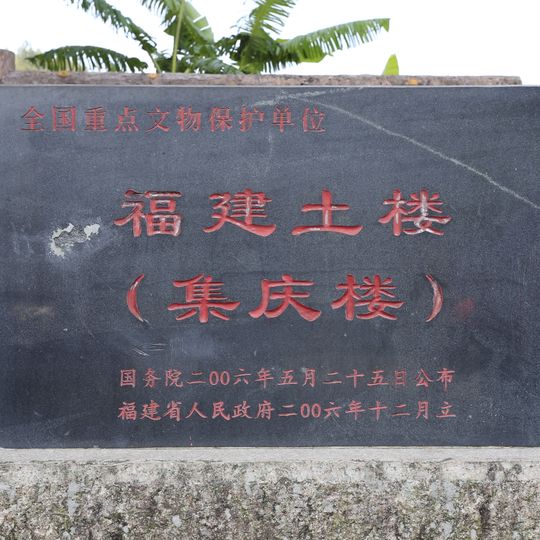 全国重点文物保护单位
福建土楼
(集庆楼)
国务院二00六年五月二十五日公布
福建省人民政府二00六年十二月立